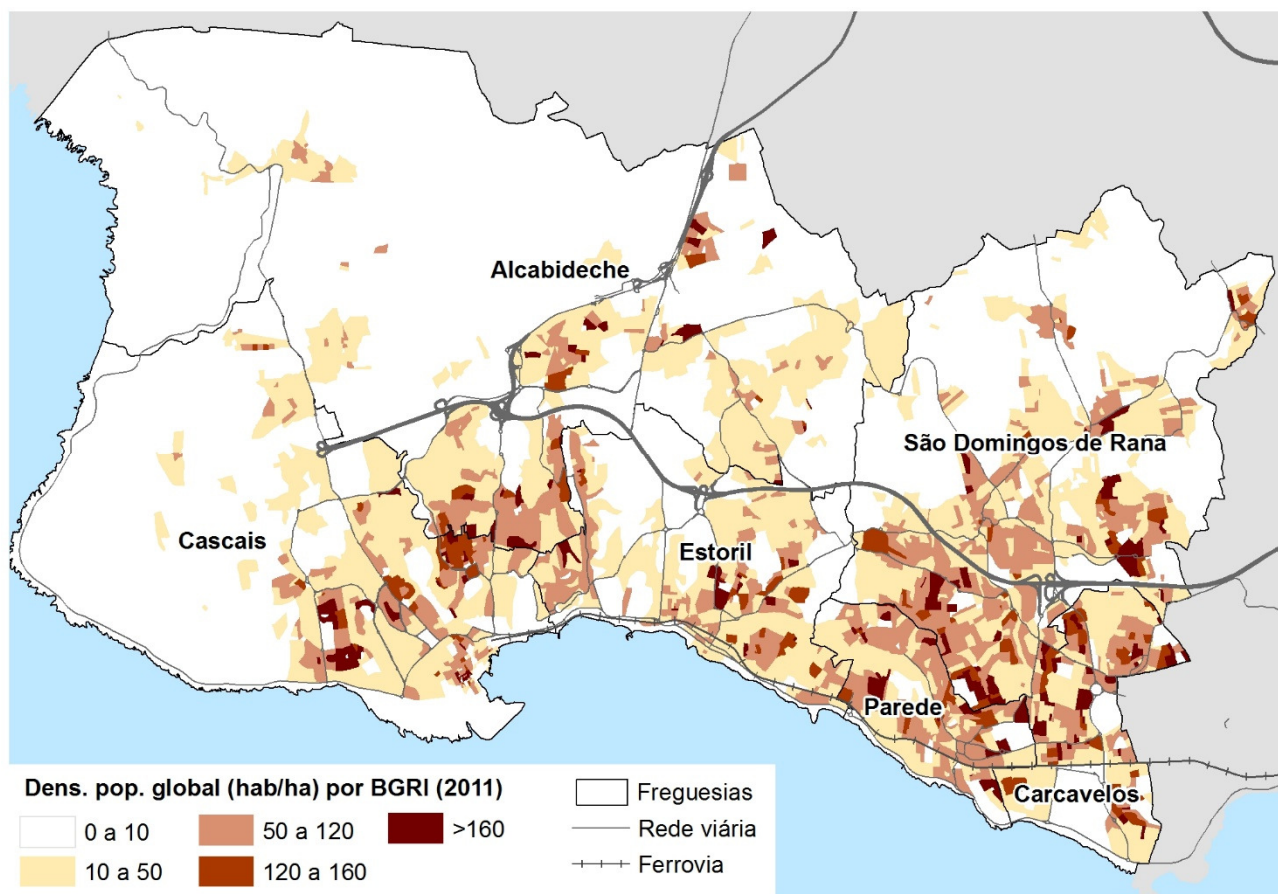 Alcabideche
São Domingos de Rana
Cascais
Estoril
Parede
Carcavelos
Dens. pop. global (hab/ha) por BGRI (2011)
0 a 10
50 a 120
>160
10 a 50
120 a 160
Freguesias
Rede viária
Ferrovia